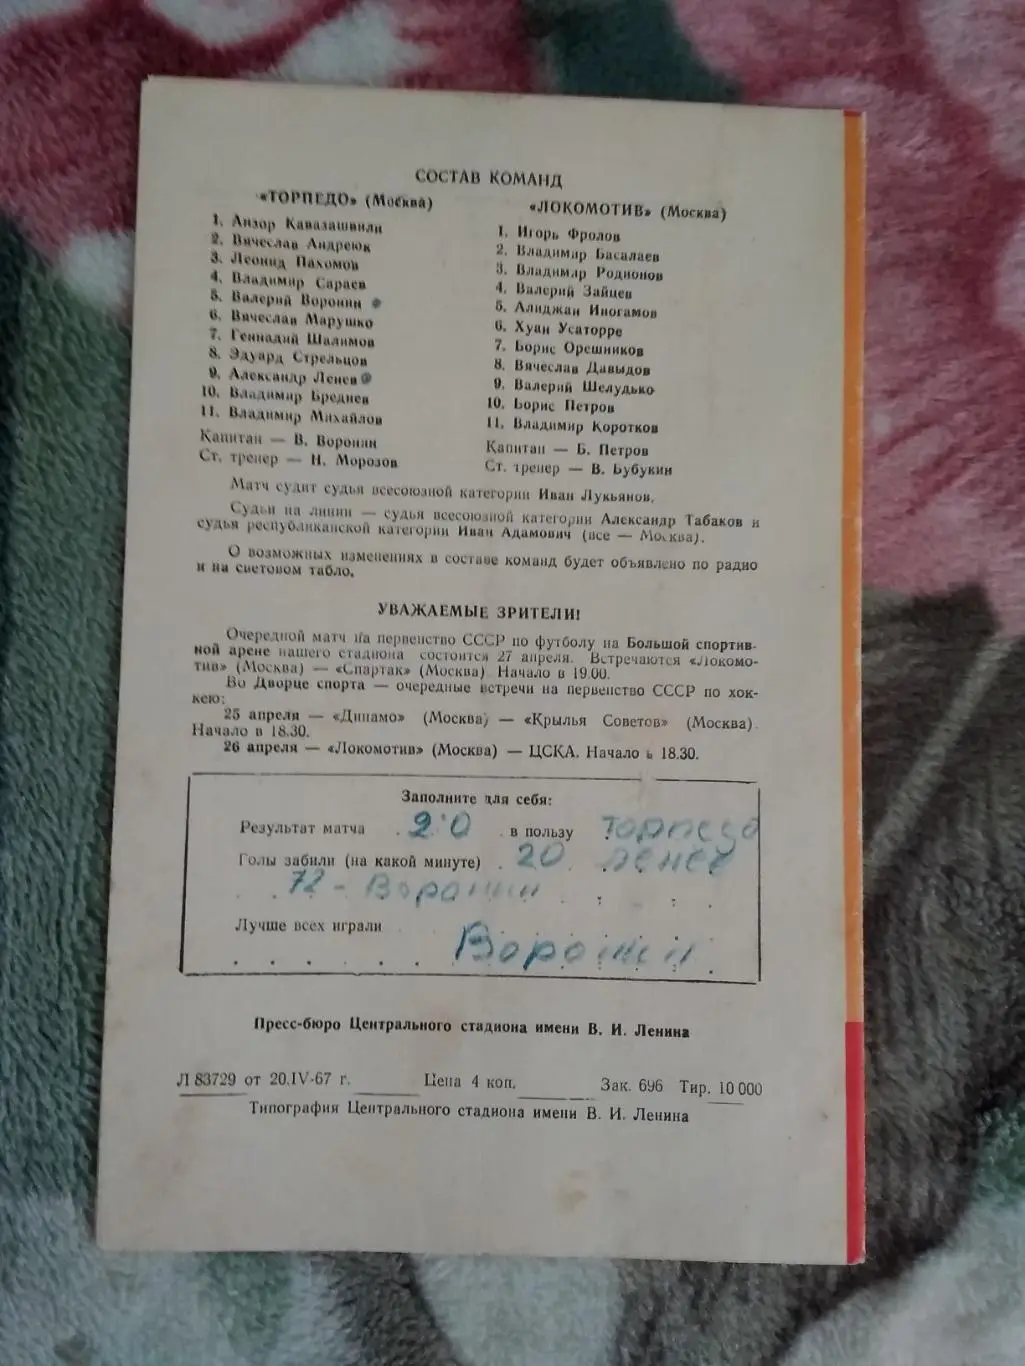 СОСТАВ КОМАНД
«ТОРПЕДО» (Москва)
1. Анзор Кавазашвили
2. Вячеслав Андреюк
3. Леонид Пахомов
4. Владимир Сараев
5. Валерий Воронин
6. Вячеслав Марушко
7. Геннадий Шалимов
8. Эдуард Стрельцов
9. Александр Ленев
10. Владимир Бреднев
11. Владимир Михайлов
Капитан — В. Воронин
Ст. тренер — Н. Морозов
«ЛОКОМОТИВ» (Москва)
1. Игорь Фролов
2. Владимир Басалаев
3. Владимир Родионов
4. Валерий Зайцев
5. Алиджан Иногамов
6. Хуан Усаторре
7. Борис Орешников
8. Вячеслав Давыдов
9. Валерий Шелудько
10. Борис Петров
11. Владимир Коротков
Капитан — Б. Петров
Ст. тренер — В. Бубукин
Матч судит судья всесоюзной категории Иван Лукьянов.
Судьи на линии — судья всесоюзной категории Александр Табаков и
судья республиканской категории Иван Адамович (все — Москва).
О возможных изменениях в составе команд будет объявлено по радио
и на световом табло.
УВАЖАЕМЫЕ ЗРИТЕЛИ!
Очередной матч на первенство СССР по футболу на Большой спортив-
ной арене нашего стадиона состоится 27 апреля. Встречаются «Локомо-
тив» (Москва) — «Спартак» (Москва). Начало в 19.00.
Во Дворце спорта — очередные встречи на первенство СССР по хок-
кею:
25 апреля — «Динамо» (Москва) — «Крылья Советов» (Москва).
Начало в 18.30.
26 апреля — «Локомотив» (Москва) — ЦСКА. Начало в 18.30.
Заполните для себя:
Результат матча 2:0 в пользу Торпедо
Голы забили (на какой минуте) 20 Ленев
72 - Воронин
Лучше всех играли
Воронин
Пресс-бюро Центрального стадиона имени В. И. Ленина
Л 83729 от 20.IV-67 г. Цена 4 коп. Зак. 696 Тир. 10 000
Типография Центрального стадиона имени В. И. Ленина